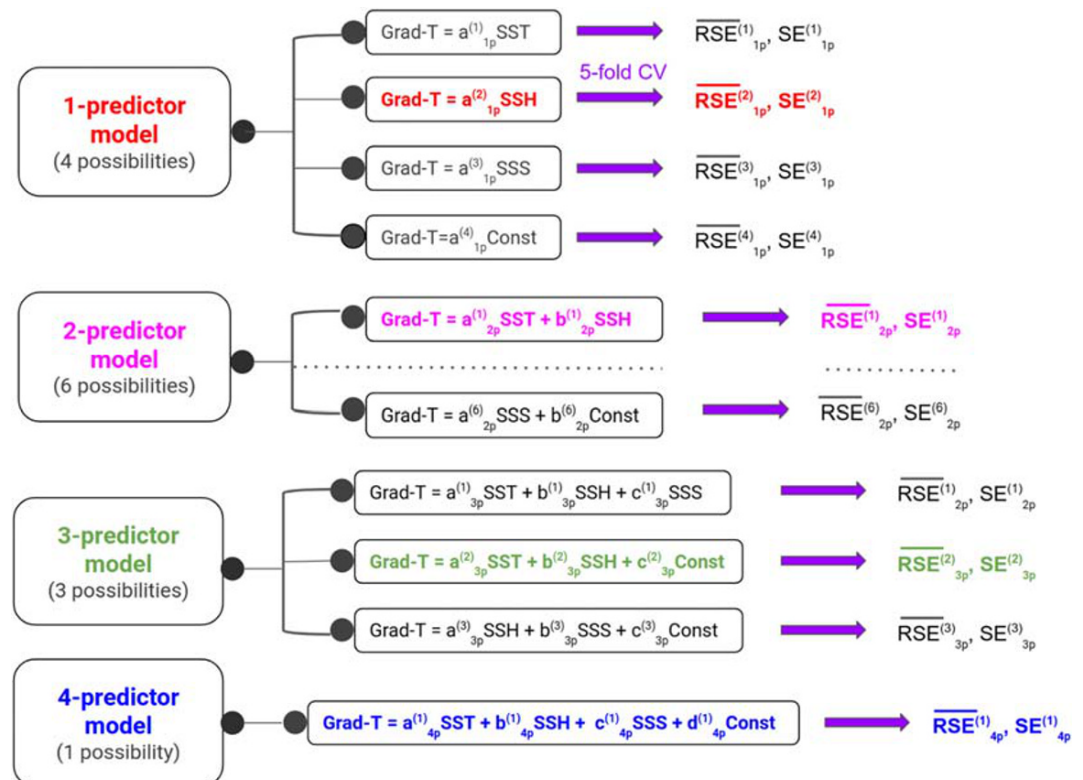 1-predictor
model
(4 possibilities)
Grad-T = a⁽¹⁾₁ₚSST
RSE⁽¹⁾₁ₚ, SE⁽¹⁾₁ₚ
5-fold CV
Grad-T = a⁽²⁾₁ₚSSH
RSE⁽²⁾₁ₚ, SE⁽²⁾₁ₚ
Grad-T = a⁽³⁾₁ₚSSS
RSE⁽³⁾₁ₚ, SE⁽³⁾₁ₚ
Grad-T=a⁽⁴⁾₁ₚConst
RSE⁽⁴⁾₁ₚ, SE⁽⁴⁾₁ₚ
2-predictor
model
(6 possibilities)
Grad-T = a⁽¹⁾₂ₚSST + b⁽¹⁾₂ₚSSH
RSE⁽¹⁾₂ₚ, SE⁽¹⁾₂ₚ
Grad-T = a⁽⁶⁾₂ₚSSS + b⁽⁶⁾₂ₚConst
RSE⁽⁶⁾₂ₚ, SE⁽⁶⁾₂ₚ
3-predictor
model
(3 possibilities)
Grad-T = a⁽¹⁾₃ₚSST + b⁽¹⁾₃ₚSSH + c⁽¹⁾₃ₚSSS
RSE⁽¹⁾₂ₚ, SE⁽¹⁾₂ₚ
Grad-T = a⁽²⁾₃ₚSST + b⁽²⁾₃ₚSSH + c⁽²⁾₃ₚConst
RSE⁽²⁾₃ₚ, SE⁽²⁾₃ₚ
Grad-T = a⁽³⁾₃ₚSSH + b⁽³⁾₃ₚSSS + c⁽³⁾₃ₚConst
RSE⁽³⁾₃ₚ, SE⁽³⁾₃ₚ
4-predictor
model
(1 possibility)
Grad-T = a⁽¹⁾₄ₚSST + b⁽¹⁾₄ₚSSH + c⁽¹⁾₄ₚSSS + d⁽¹⁾₄ₚConst
RSE⁽¹⁾₄ₚ, SE⁽¹⁾₄ₚ